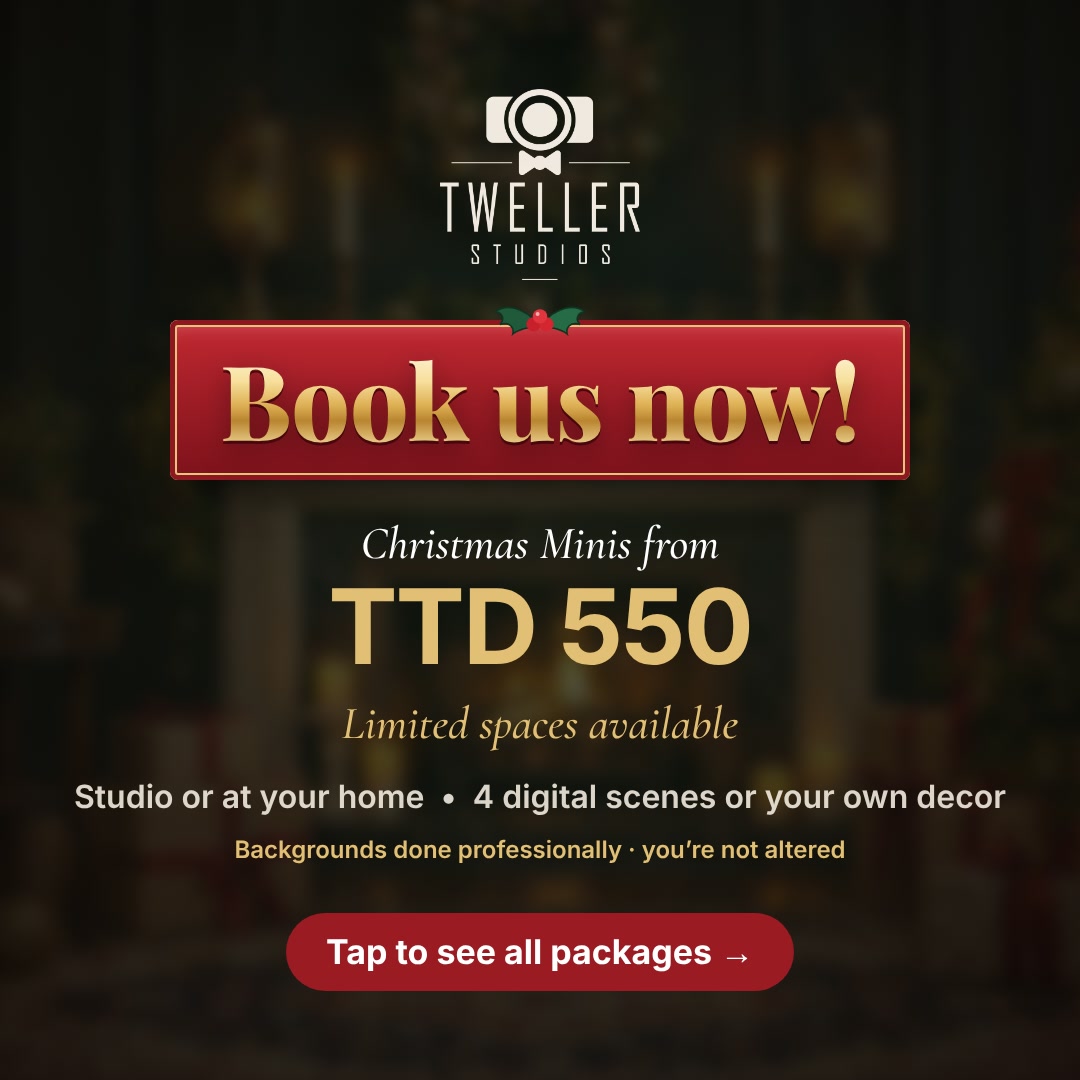 TWELLER
STUDIOS
Book us now!
Christmas Minis from
TTD 550
Limited spaces available
Studio or at your home • 4 digital scenes or your own decor
Backgrounds done professionally · you’re not altered
Tap to see all packages →